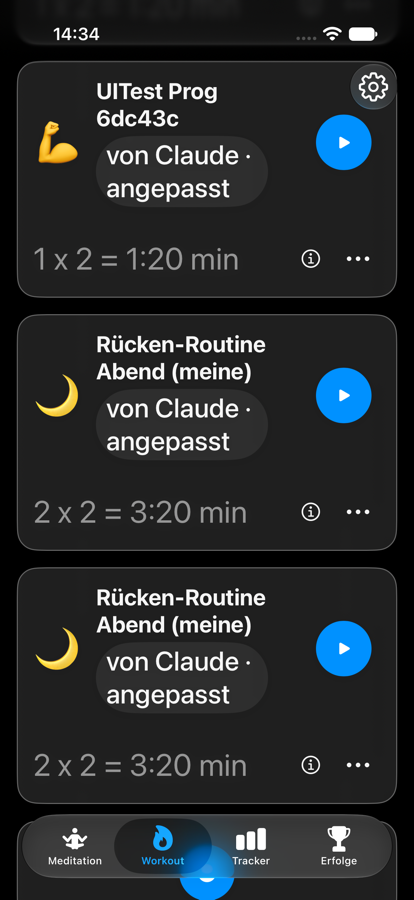 14:34
UITest Prog
6dc43c
von Claude ·
angepasst
1 x 2 = 1:20 min
Rücken-Routine
Abend (meine)
von Claude ·
angepasst
2 x 2 = 3:20 min
Rücken-Routine
Abend (meine)
von Claude ·
angepasst
2 x 2 = 3:20 min
Meditation
Workout
Tracker
Erfolge